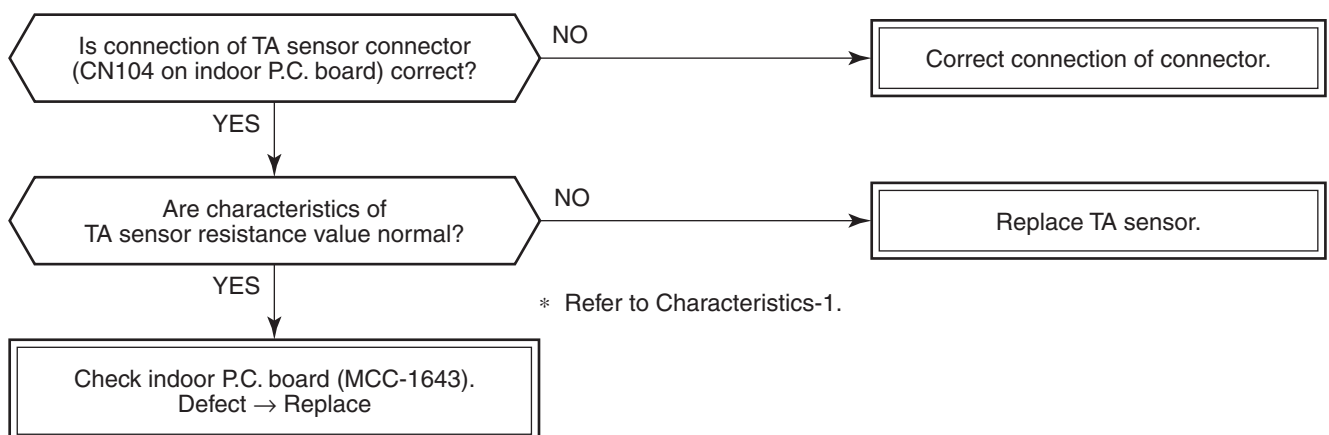 Is connection of TA sensor connector
(CN104 on indoor P.C. board) correct?
NO
Correct connection of connector.
YES
Are characteristics of
TA sensor resistance value normal?
NO
Replace TA sensor.
YES
* Refer to Characteristics-1.
Check indoor P.C. board (MCC-1643).
Defect → Replace